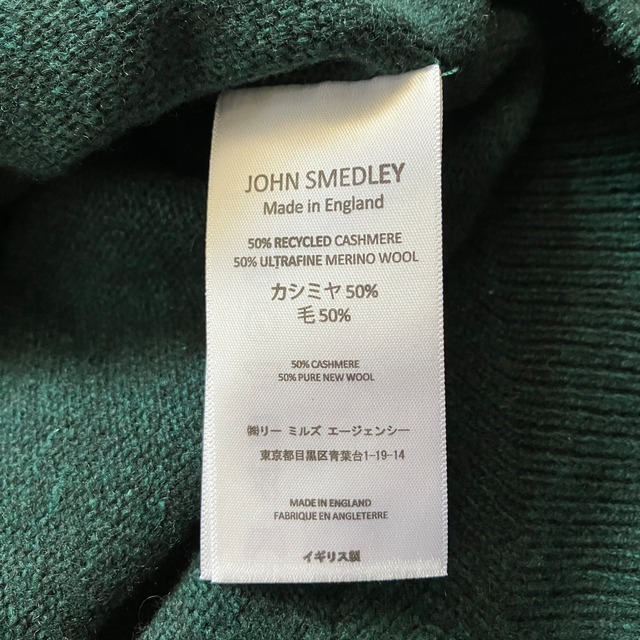 JOHN SMEDLEY
Made in England
50% RECYCLED CASHMERE
50% ULTRAFINE MERINO WOOL
カシミヤ 50%
毛 50%
50% CASHMERE
50% PURE NEW WOOL
㈱リー ミルズ エージェンシー
東京都目黒区青葉台1-19-14
MADE IN ENGLAND
FABRIQUE EN ANGLETERRE
イギリス製